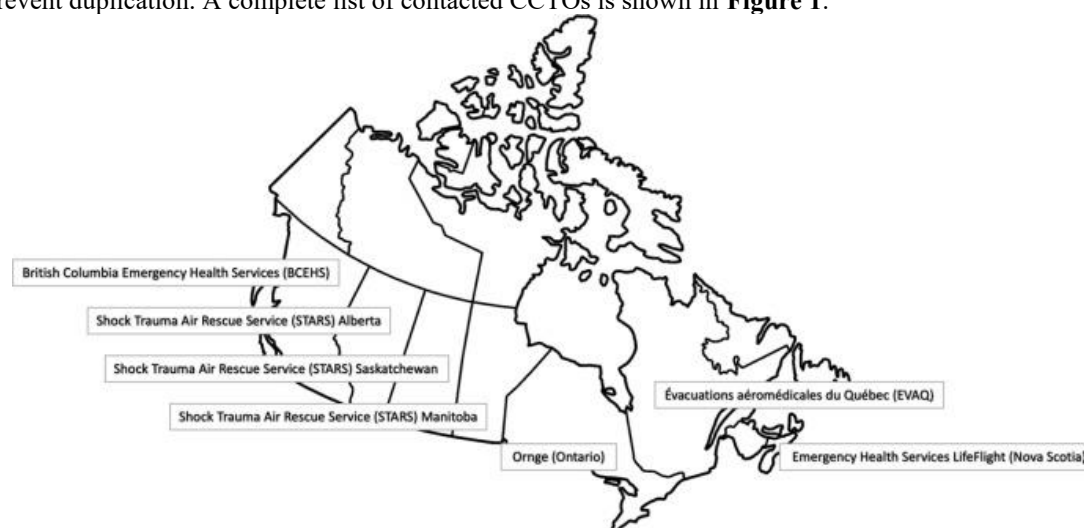 revent duplication. A complete list of contacted CCTOs is shown in Figure 1.
British Columbia Emergency Health Services (BCEHS)
Shock Trauma Air Rescue Service (STARS) Alberta
Shock Trauma Air Rescue Service (STARS) Saskatchewan
Évacuations aéromédicales du Québec (EVAQ)
Shock Trauma Air Rescue Service (STARS) Manitoba
Ornge (Ontario)
Emergency Health Services LifeFlight (Nova Scotia)